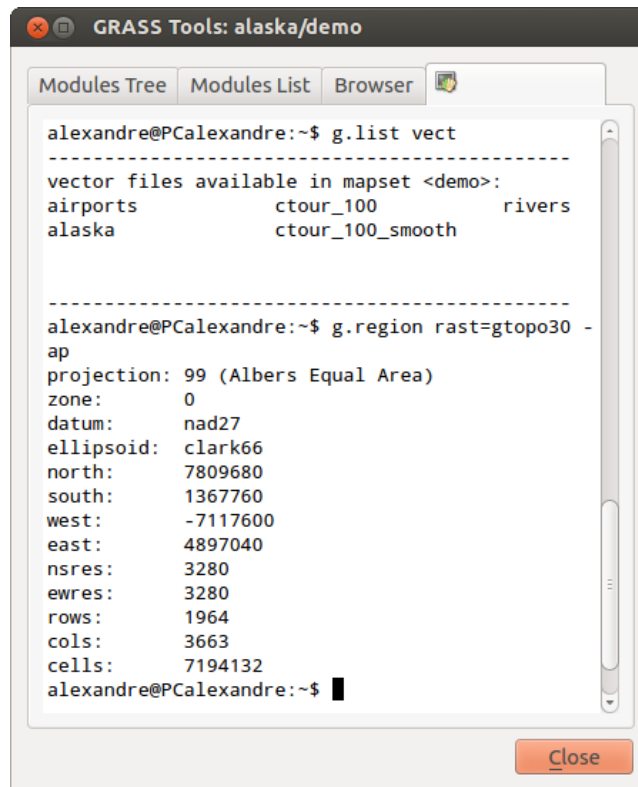 GRASS Tools: alaska/demo
Modules Tree Modules List Browser
alexandre@PCalexandre:~$ g.list vect
----------------------------------------------
vector files available in mapset <demo>:
airports ctour_100 rivers
alaska ctour_100_smooth
----------------------------------------------
alexandre@PCalexandre:~$ g.region rast=gtopo30 -
ap
projection: 99 (Albers Equal Area)
zone: 0
datum: nad27
ellipsoid: clark66
north: 7809680
south: 1367760
west: -7117600
east: 4897040
nsres: 3280
ewres: 3280
rows: 1964
cols: 3663
cells: 7194132
alexandre@PCalexandre:~$
Close